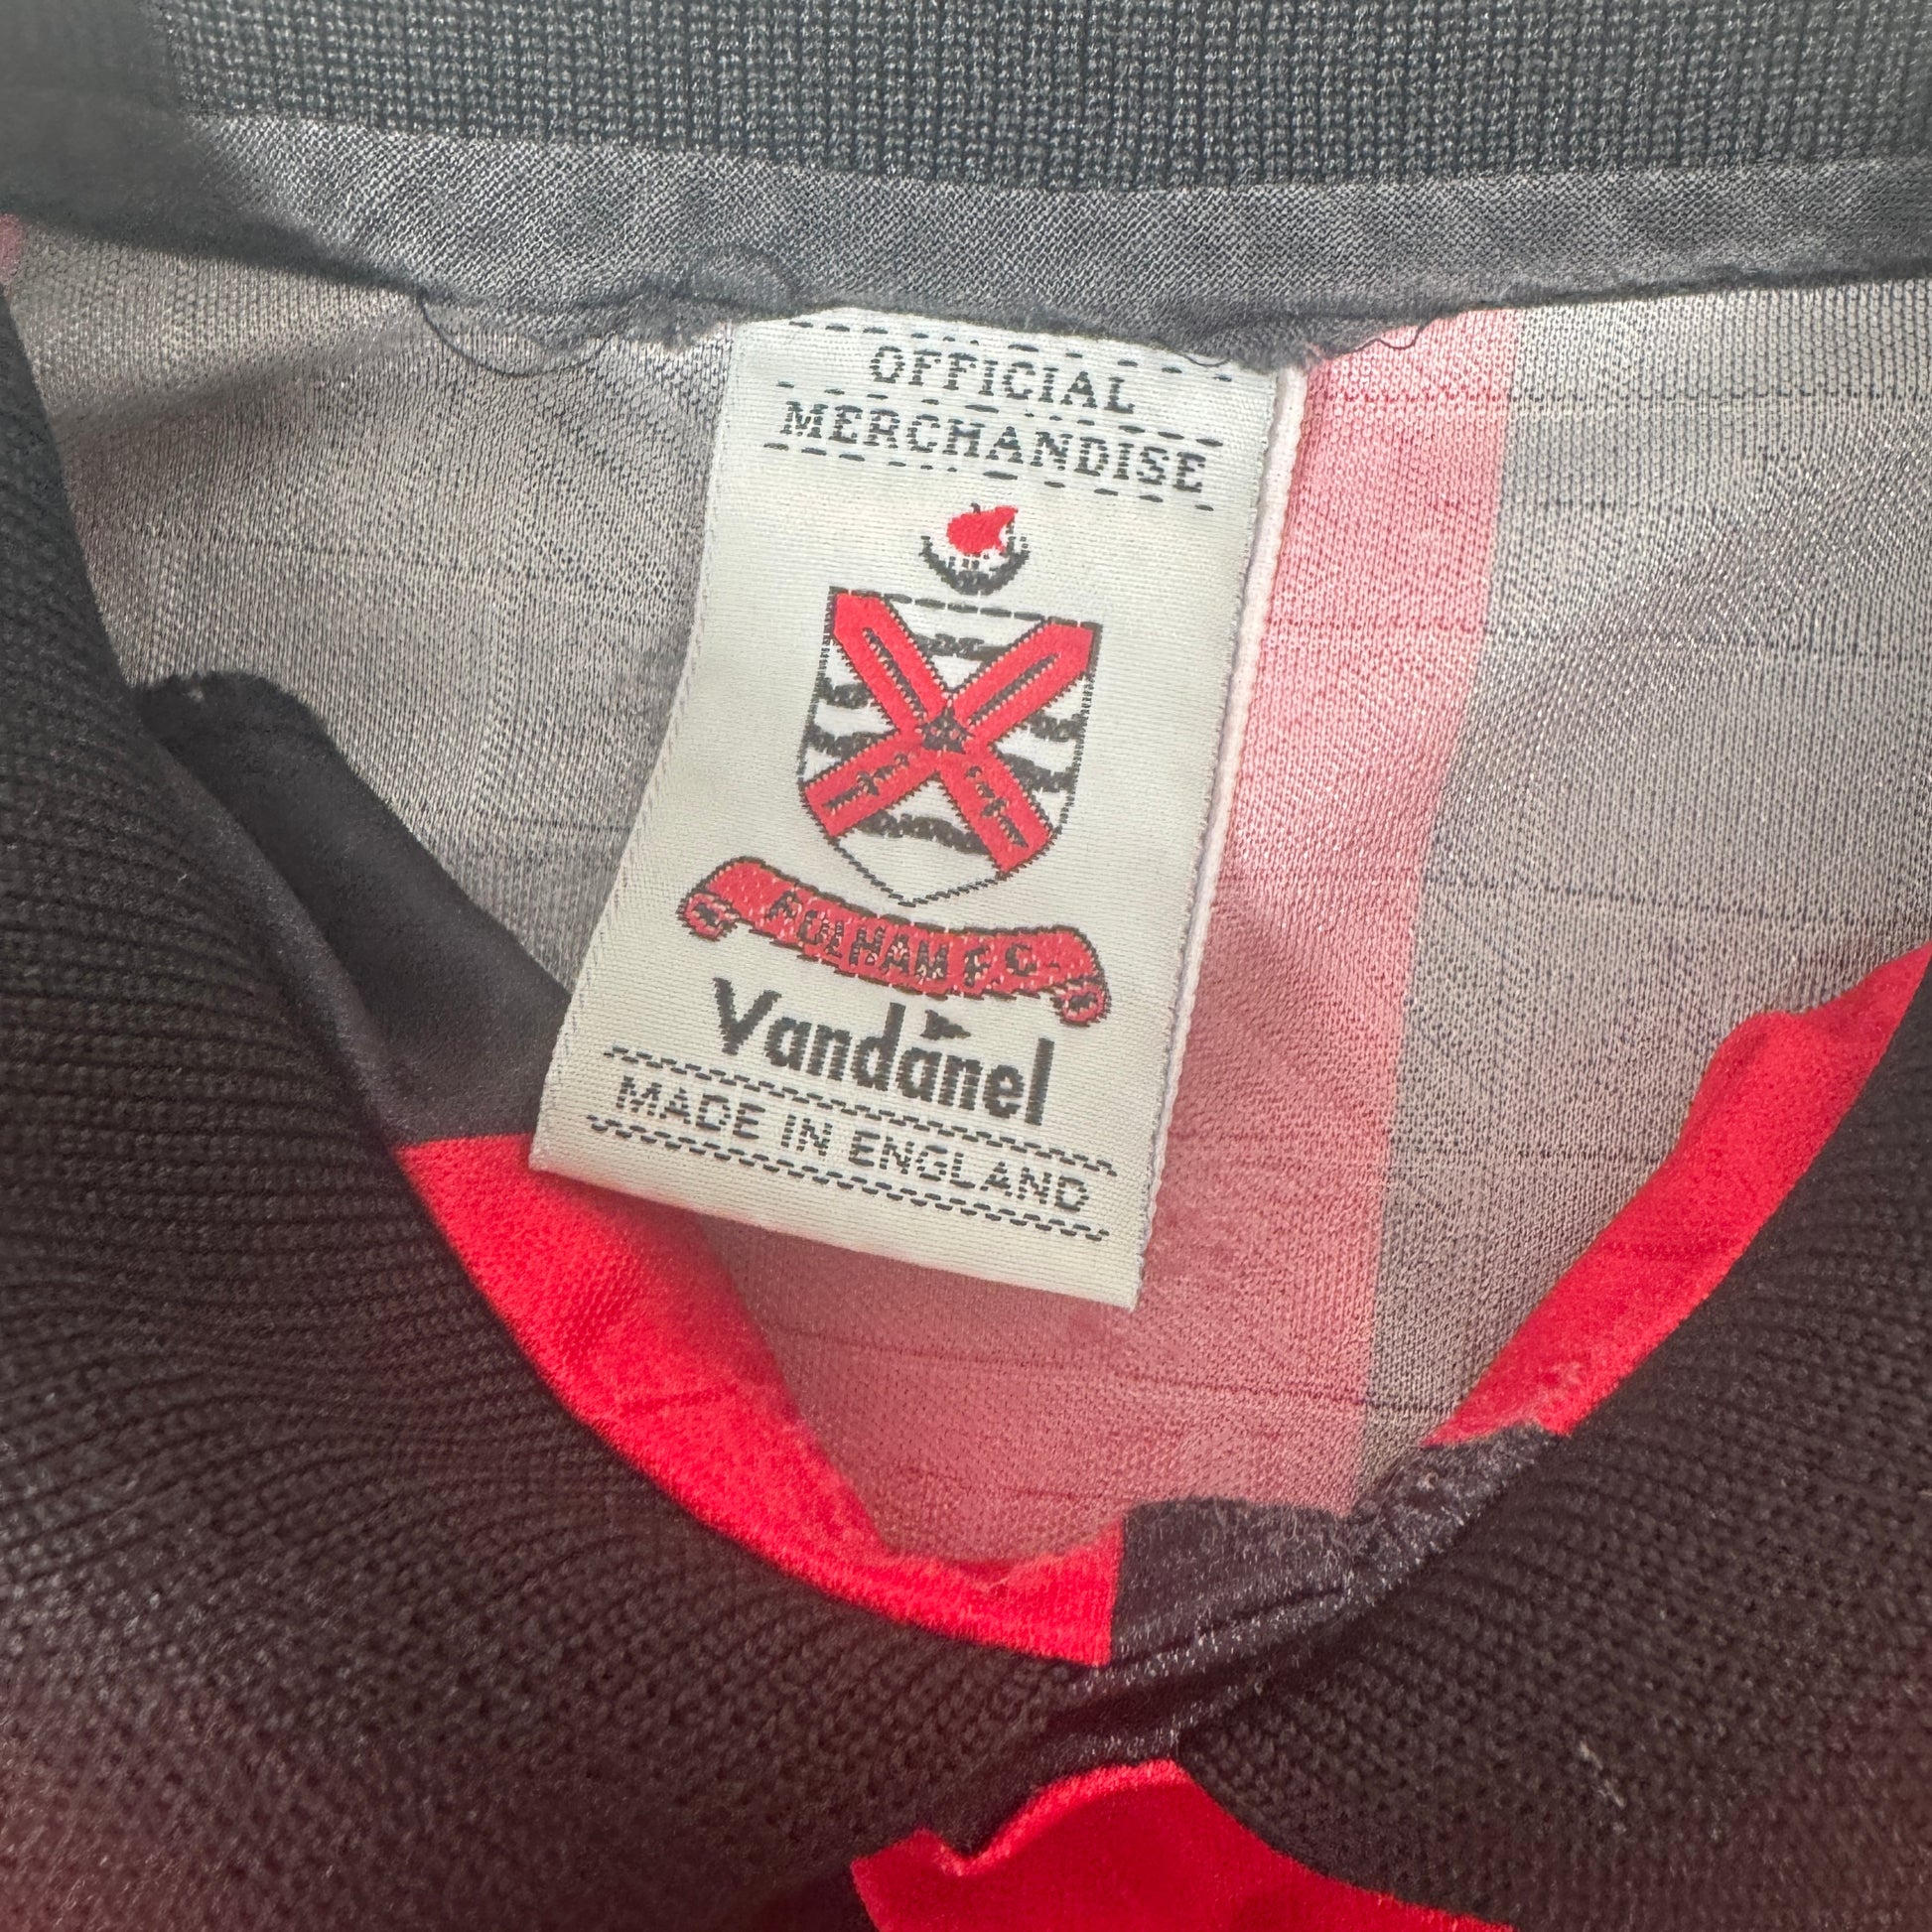 OFFICIAL
MERCHANDISE
FULHAM F.C.
Vandanel
MADE IN ENGLAND